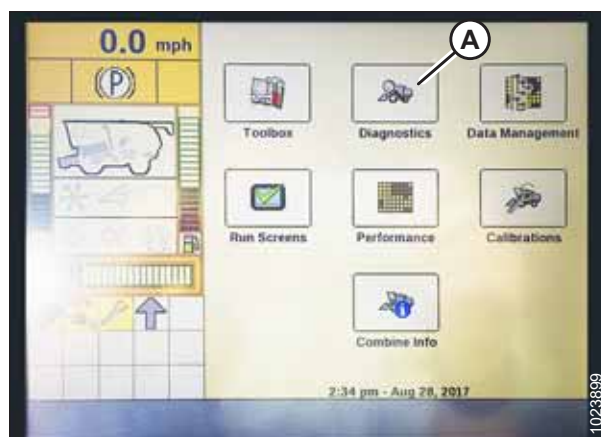 0.0 mph
A
(P)
Toolbox
Diagnostics
Data Management
Run Screens
Performance
Calibrations
Combine Info
2:34 pm - Aug 28, 2017
1023899